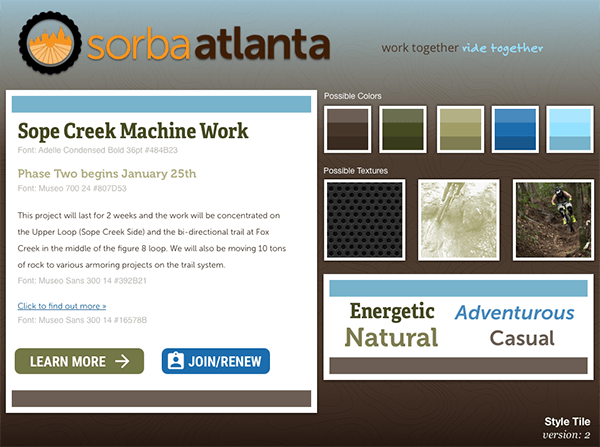 sorbaatlanta
work together ride together
Sope Creek Machine Work
Font: Adelle Condensed Bold 36pt #484B23
Phase Two begins January 25th
Font: Museo 700 24 #807D53
This project will last for 2 weeks and the work will be concentrated on
the Upper Loop (Sope Creek Side) and the bi-directional trail at Fox
Creek in the middle of the figure 8 loop. We will also be moving 10 tons
of rock to various armoring projects on the trail system.
Font: Museo Sans 300 14 #392B21
Click to find out more »
Font: Museo Sans 300 14 #16578B
LEARN MORE
JOIN/RENEW
Possible Colors
Possible Textures
Energetic
Adventurous
Natural
Casual
Style Tile
version: 2